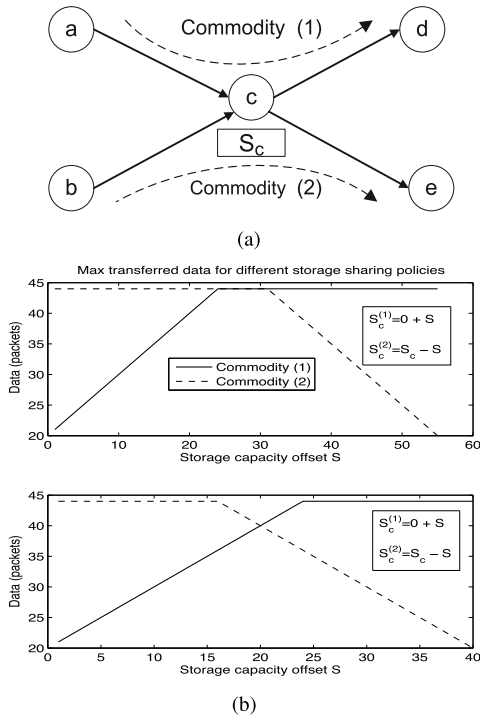 a
Commodity (1)
d
c
S_c
b
Commodity (2)
e
(a)
Max transferred data for different storage sharing policies
45
40
35
30
25
20
Data (packets)
S_c^(1)=0 + S
S_c^(2)=S_c − S
Commodity (1)
Commodity (2)
0 10 20 30 40 50 60
Storage capacity offset S
45
40
35
30
25
20
Data (packets)
S_c^(1)=0 + S
S_c^(2)=S_c − S
0 5 10 15 20 25 30 35 40
Storage capacity offset S
(b)